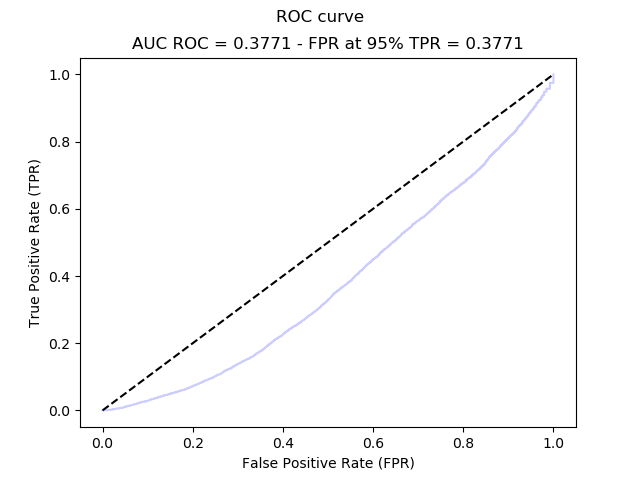 ROC curve
AUC ROC = 0.3771 - FPR at 95% TPR = 0.3771
1.0
0.8
0.6
0.4
0.2
0.0
True Positive Rate (TPR)
0.0 0.2 0.4 0.6 0.8 1.0
False Positive Rate (FPR)